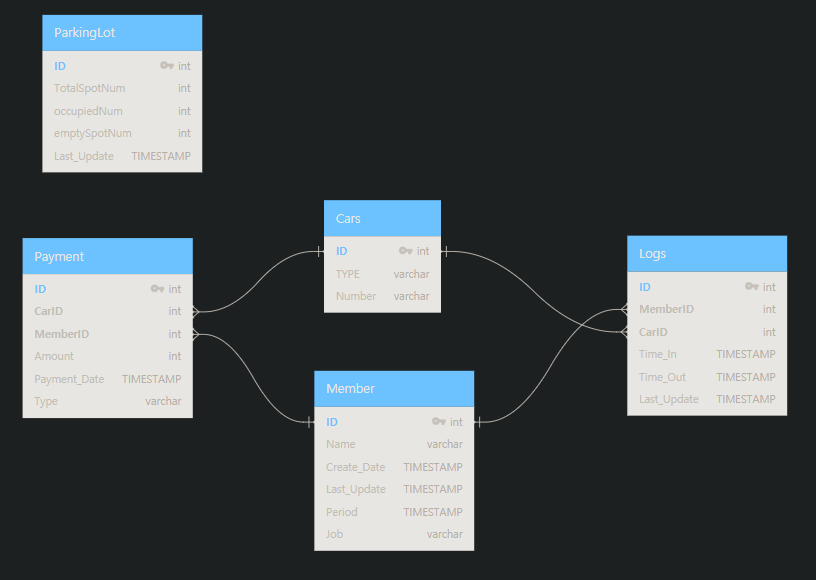 ParkingLot
ID int
TotalSpotNum int
occupiedNum int
emptySpotNum int
Last_Update TIMESTAMP
Cars
ID int
TYPE varchar
Number varchar
Payment
ID int
CarID int
MemberID int
Amount int
Payment_Date TIMESTAMP
Type varchar
Logs
ID int
MemberID int
CarID int
Time_In TIMESTAMP
Time_Out TIMESTAMP
Last_Update TIMESTAMP
Member
ID int
Name varchar
Create_Date TIMESTAMP
Last_Update TIMESTAMP
Period TIMESTAMP
Job varchar